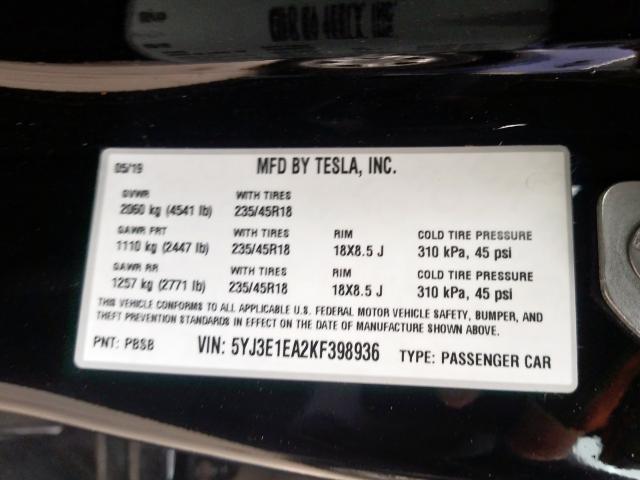 05/19 MFD BY TESLA, INC.
GVWR WITH TIRES
2060 kg (4541 lb) 235/45R18
GAWR FRT WITH TIRES RIM COLD TIRE PRESSURE
1110 kg (2447 lb) 235/45R18 18X8.5 J 310 kPa, 45 psi
GAWR RR WITH TIRES RIM COLD TIRE PRESSURE
1257 kg (2771 lb) 235/45R18 18X8.5 J 310 kPa, 45 psi
THIS VEHICLE CONFORMS TO ALL APPLICABLE U.S. FEDERAL MOTOR VEHICLE SAFETY, BUMPER, AND
THEFT PREVENTION STANDARDS IN EFFECT ON THE DATE OF MANUFACTURE SHOWN ABOVE.
PNT: PBSB VIN: 5YJ3E1EA2KF398936 TYPE: PASSENGER CAR